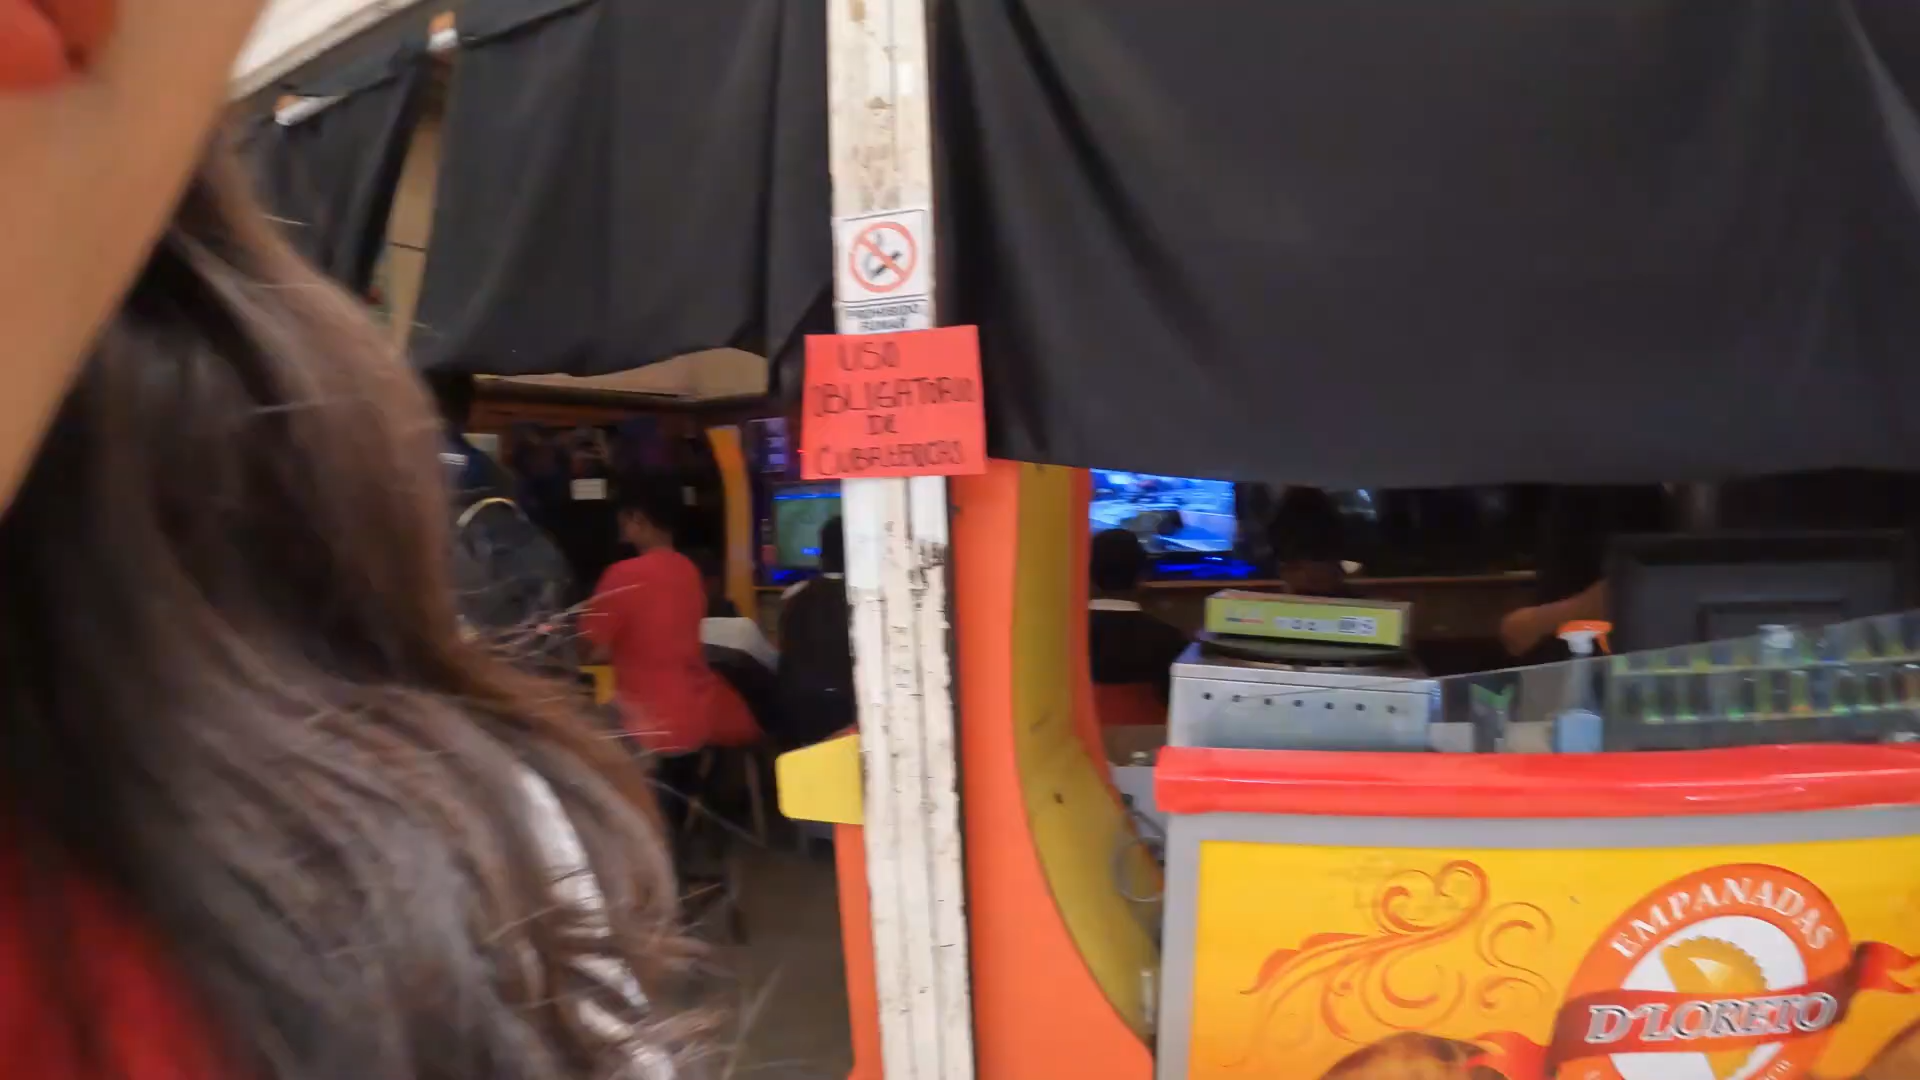 PROHIBIDO
FUMAR
USO
OBLIGATORIO
DE
CUBREBOCAS
EMPANADAS
D'LORETO